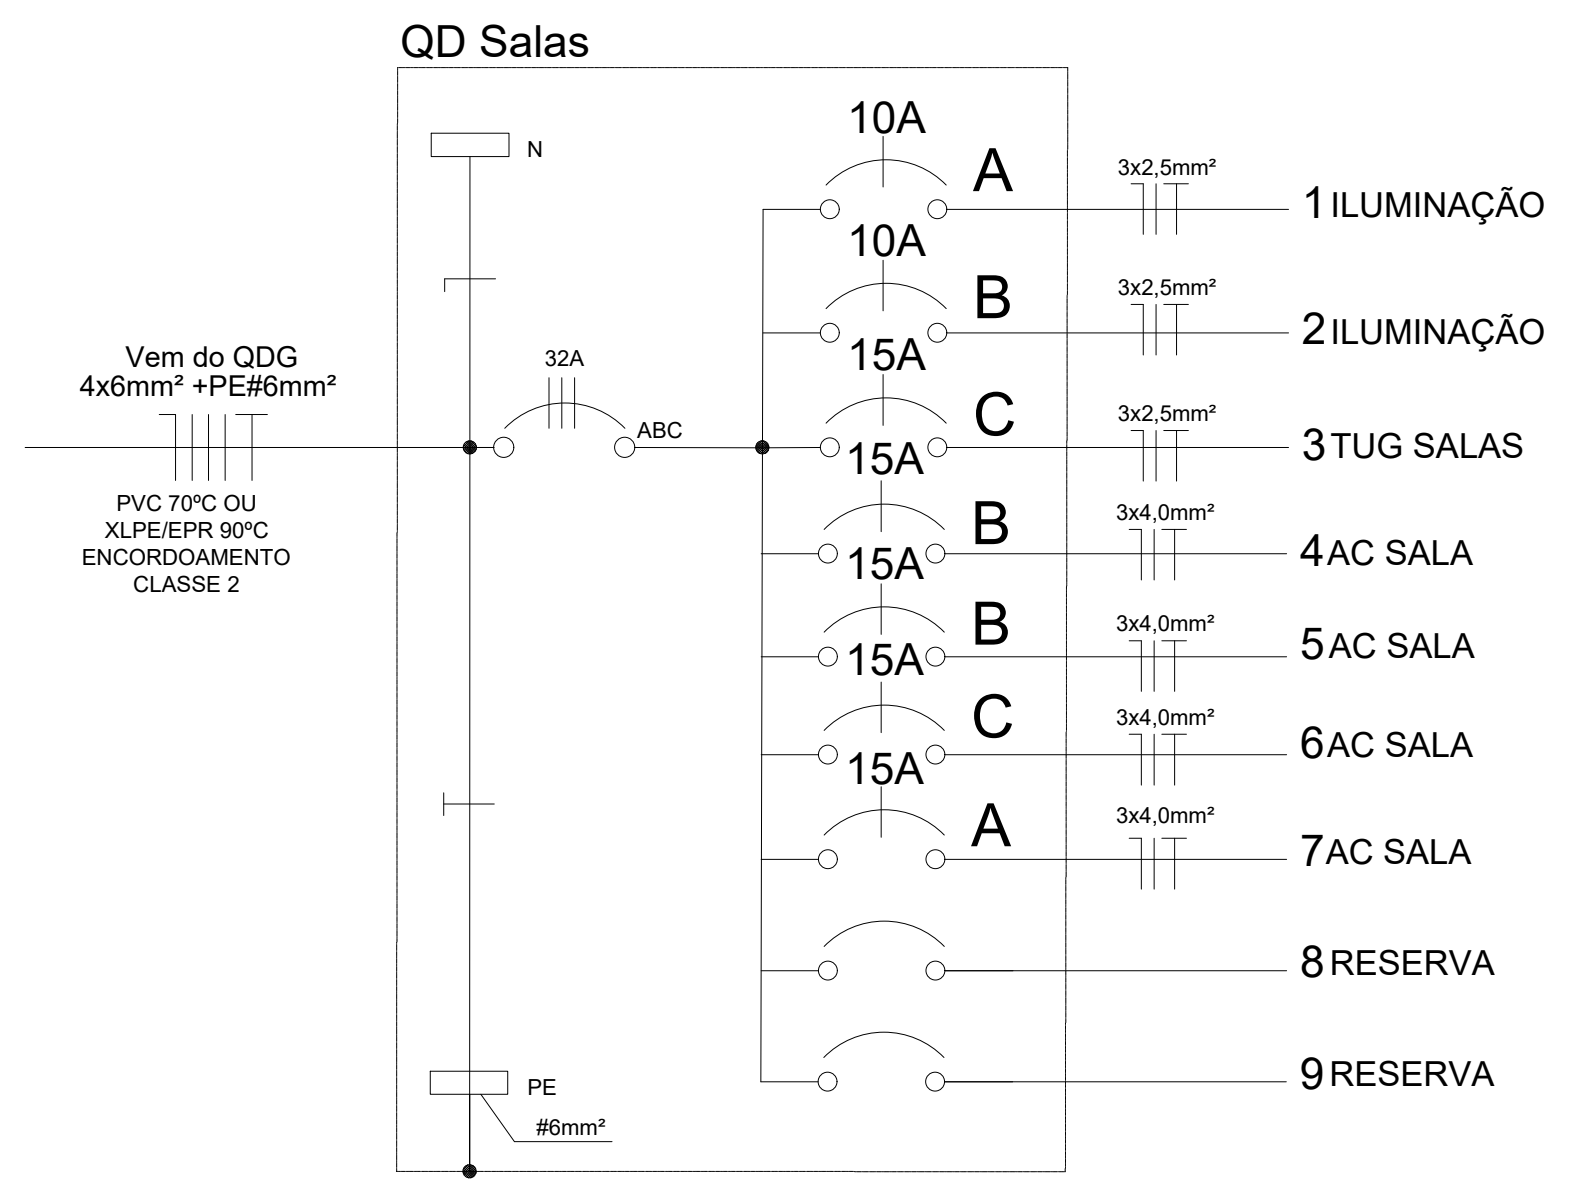 QD Salas
N
Vem do QDG
4x6mm² +PE#6mm²
PVC 70ºC OU
XLPE/EPR 90ºC
ENCORDOAMENTO
CLASSE 2
32A
ABC
10A
A
3x2,5mm²
1 ILUMINAÇÃO
10A
B
3x2,5mm²
2 ILUMINAÇÃO
15A
C
3x2,5mm²
3 TUG SALAS
15A
B
3x4,0mm²
4 AC SALA
15A
B
3x4,0mm²
5 AC SALA
15A
C
3x4,0mm²
6 AC SALA
15A
A
3x4,0mm²
7 AC SALA
8 RESERVA
9 RESERVA
PE
#6mm²